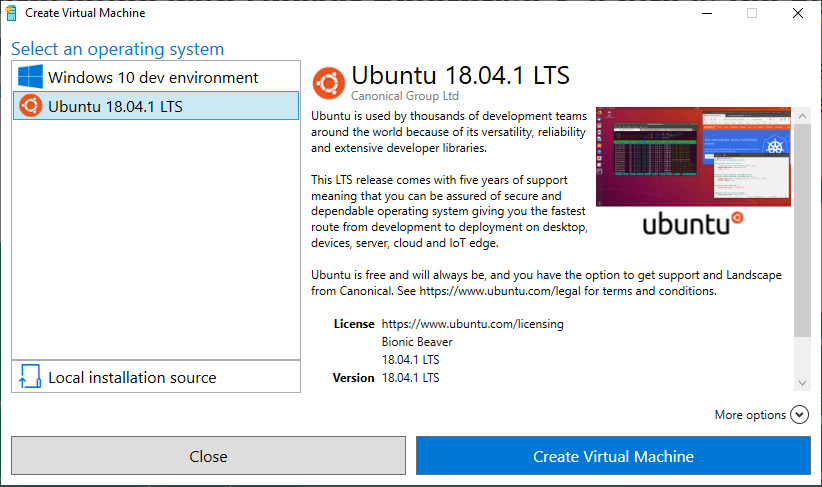 Create Virtual Machine
Select an operating system
Windows 10 dev environment
Ubuntu 18.04.1 LTS
Local installation source
Ubuntu 18.04.1 LTS
Canonical Group Ltd
Ubuntu is used by thousands of development teams
around the world because of its versatility, reliability
and extensive developer libraries.
This LTS release comes with five years of support
meaning that you can be assured of secure and
dependable operating system giving you the fastest
route from development to deployment on desktop,
devices, server, cloud and IoT edge.
ubuntu
Ubuntu is free and will always be, and you have the option to get support and Landscape
from Canonical. See https://www.ubuntu.com/legal for terms and conditions.
License https://www.ubuntu.com/licensing
Bionic Beaver
18.04.1 LTS
Version 18.04.1 LTS
More options
Close
Create Virtual Machine